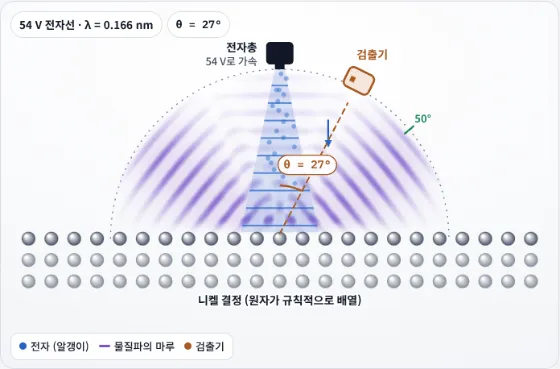 54 V 전자선 · λ = 0.166 nm
θ = 27°
전자총
54 V로 가속
검출기
50°
θ = 27°
니켈 결정 (원자가 규칙적으로 배열)
전자 (알갱이)
물질파의 마루
검출기